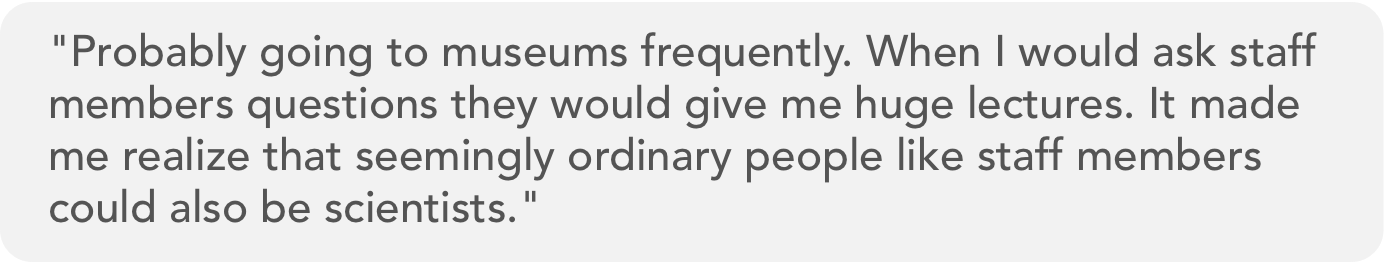 "Probably going to museums frequently. When I would ask staff
members questions they would give me huge lectures. It made
me realize that seemingly ordinary people like staff members
could also be scientists."